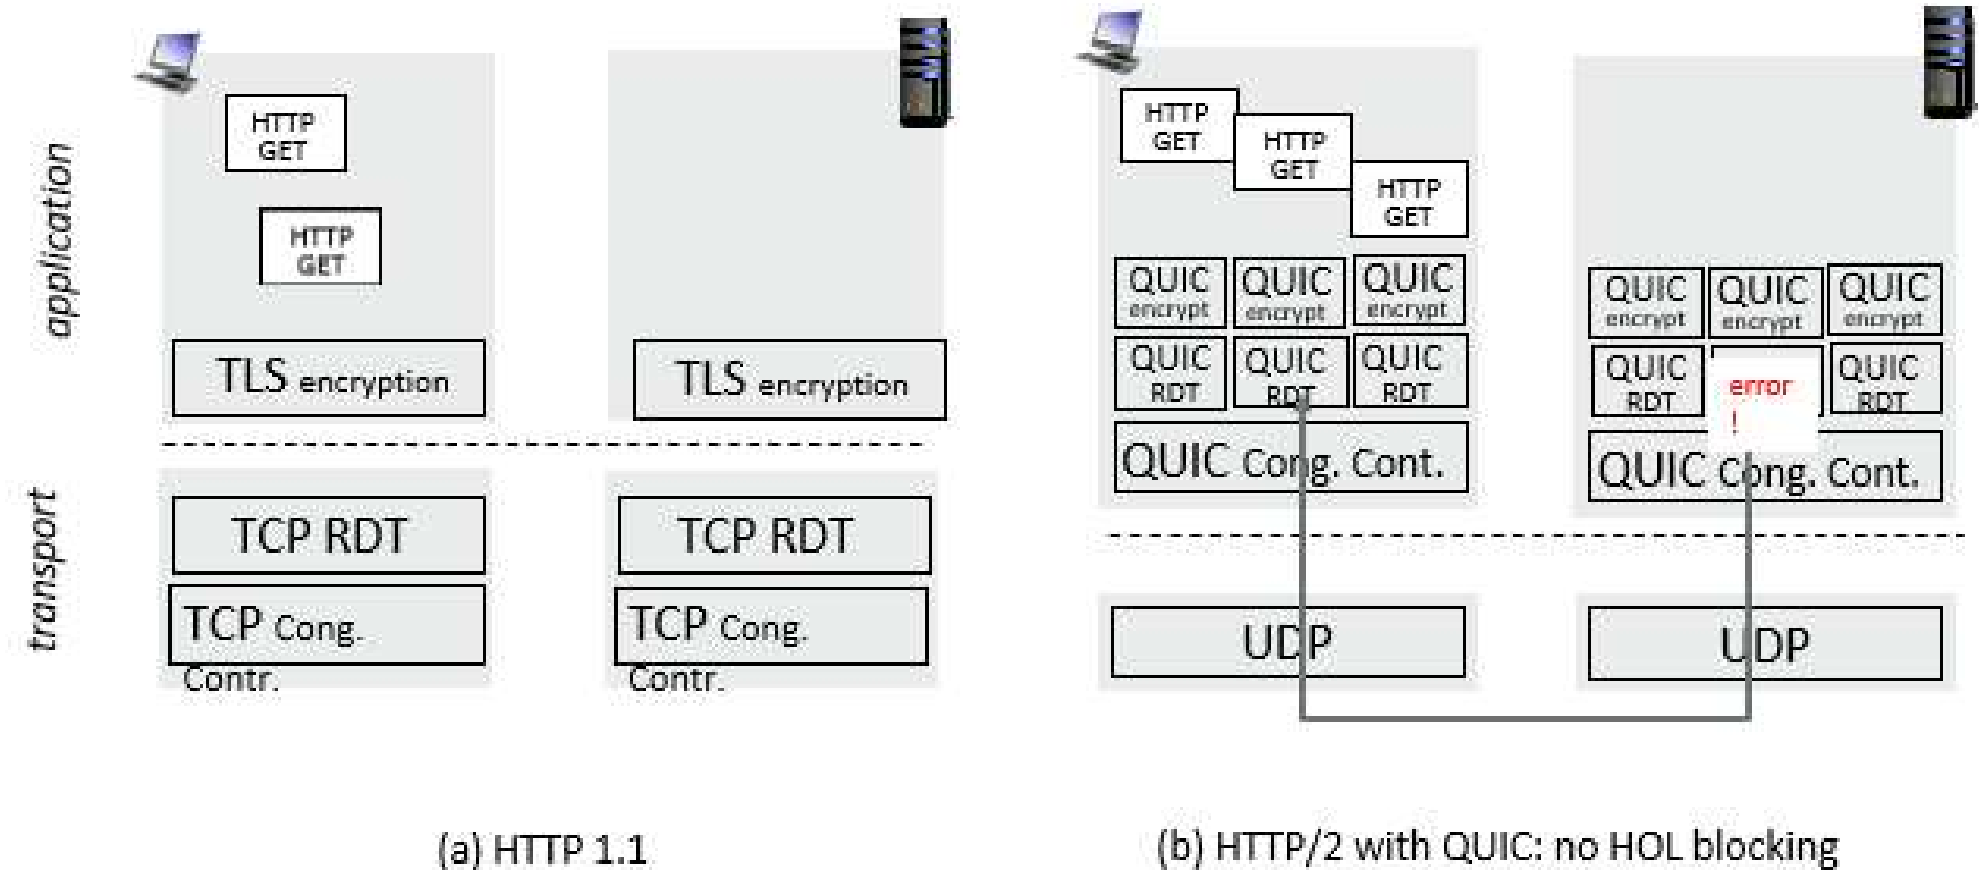 application
transport
HTTP
GET
HTTP
GET
TLS encryption
TCP RDT
TCP Cong.
Contr.
TLS encryption
TCP RDT
TCP Cong.
Contr.
(a) HTTP 1.1
HTTP
GET
HTTP
GET
HTTP
GET
QUIC
encrypt
QUIC
encrypt
QUIC
encrypt
QUIC
RDT
QUIC
RDT
QUIC
RDT
QUIC Cong. Cont.
UDP
QUIC
encrypt
QUIC
encrypt
QUIC
encrypt
QUIC
RDT
error
!
QUIC
RDT
QUIC Cong. Cont.
UDP
(b) HTTP/2 with QUIC: no HOL blocking